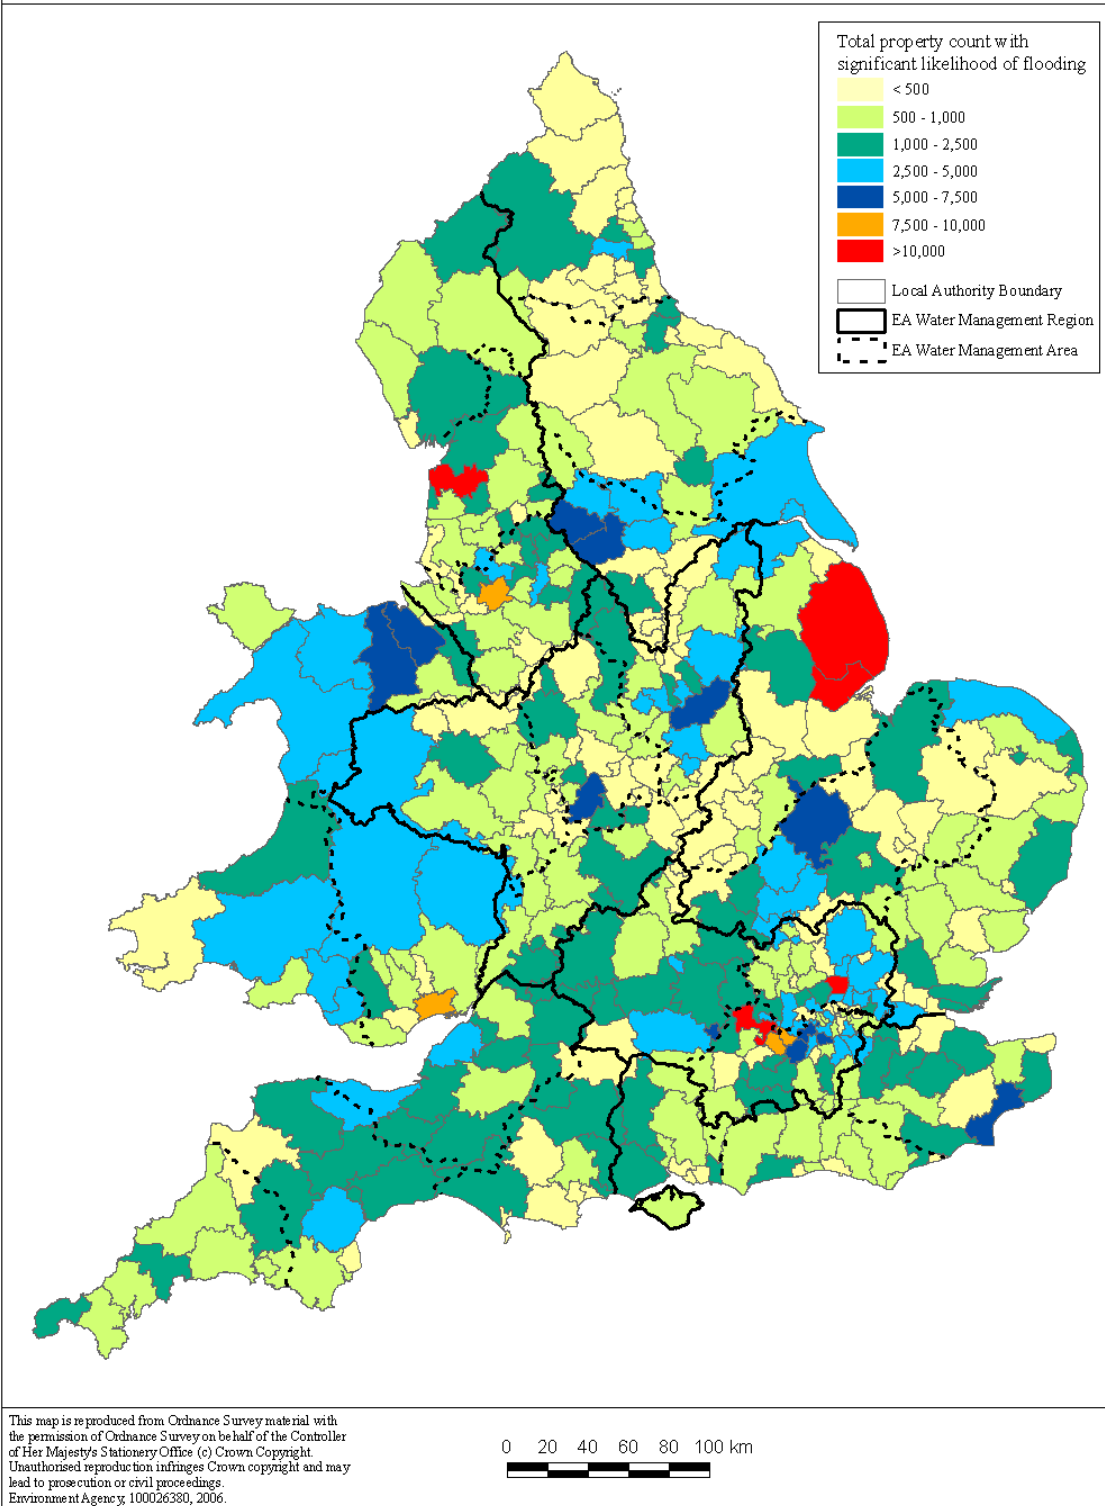 Total property count with
significant likelihood of flooding
< 500
500 - 1,000
1,000 - 2,500
2,500 - 5,000
5,000 - 7,500
7,500 - 10,000
>10,000
Local Authority Boundary
EA Water Management Region
EA Water Management Area
This map is reproduced from Ordnance Survey material with
the permission of Ordnance Survey on behalf of the Controller
of Her Majesty's Stationery Office (c) Crown Copyright.
Unauthorised reproduction infringes Crown copyright and may
lead to prosecution or civil proceedings.
Environment Agency, 100026380, 2006.
0 20 40 60 80 100 km